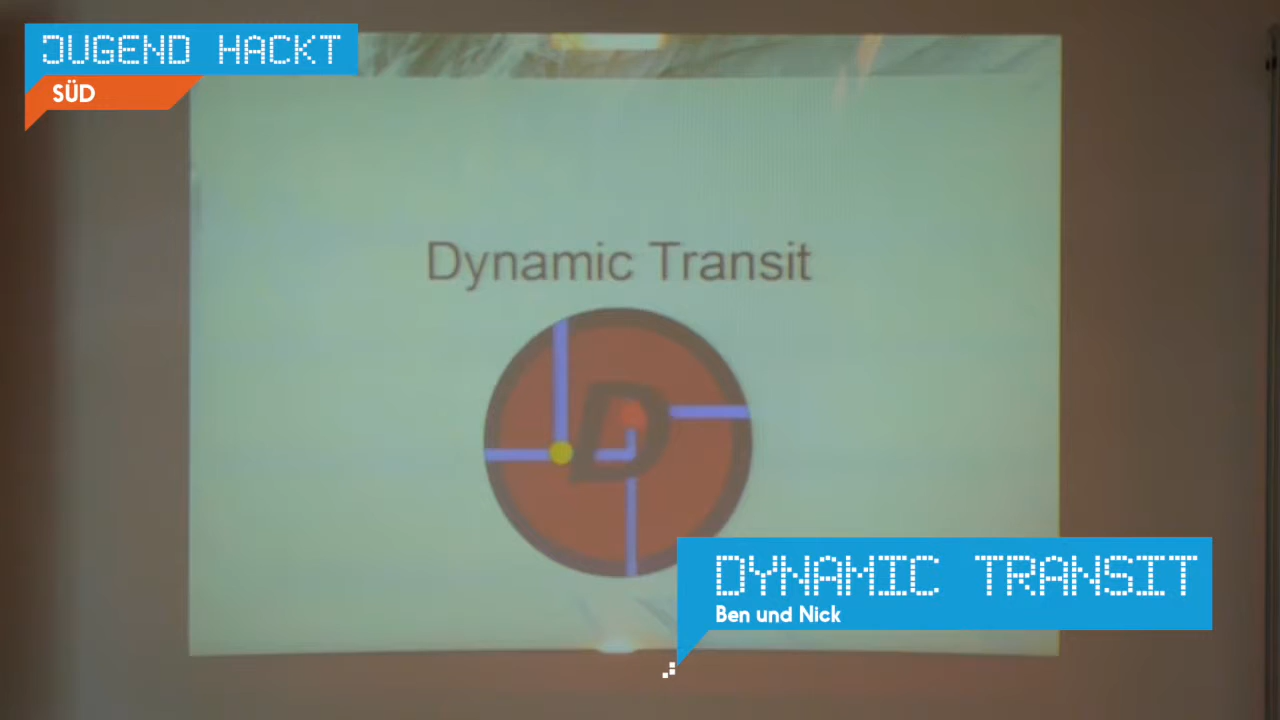 JUGEND HACKT
SÜD
Dynamic Transit
D
DYNAMIC TRANSIT
Ben und Nick